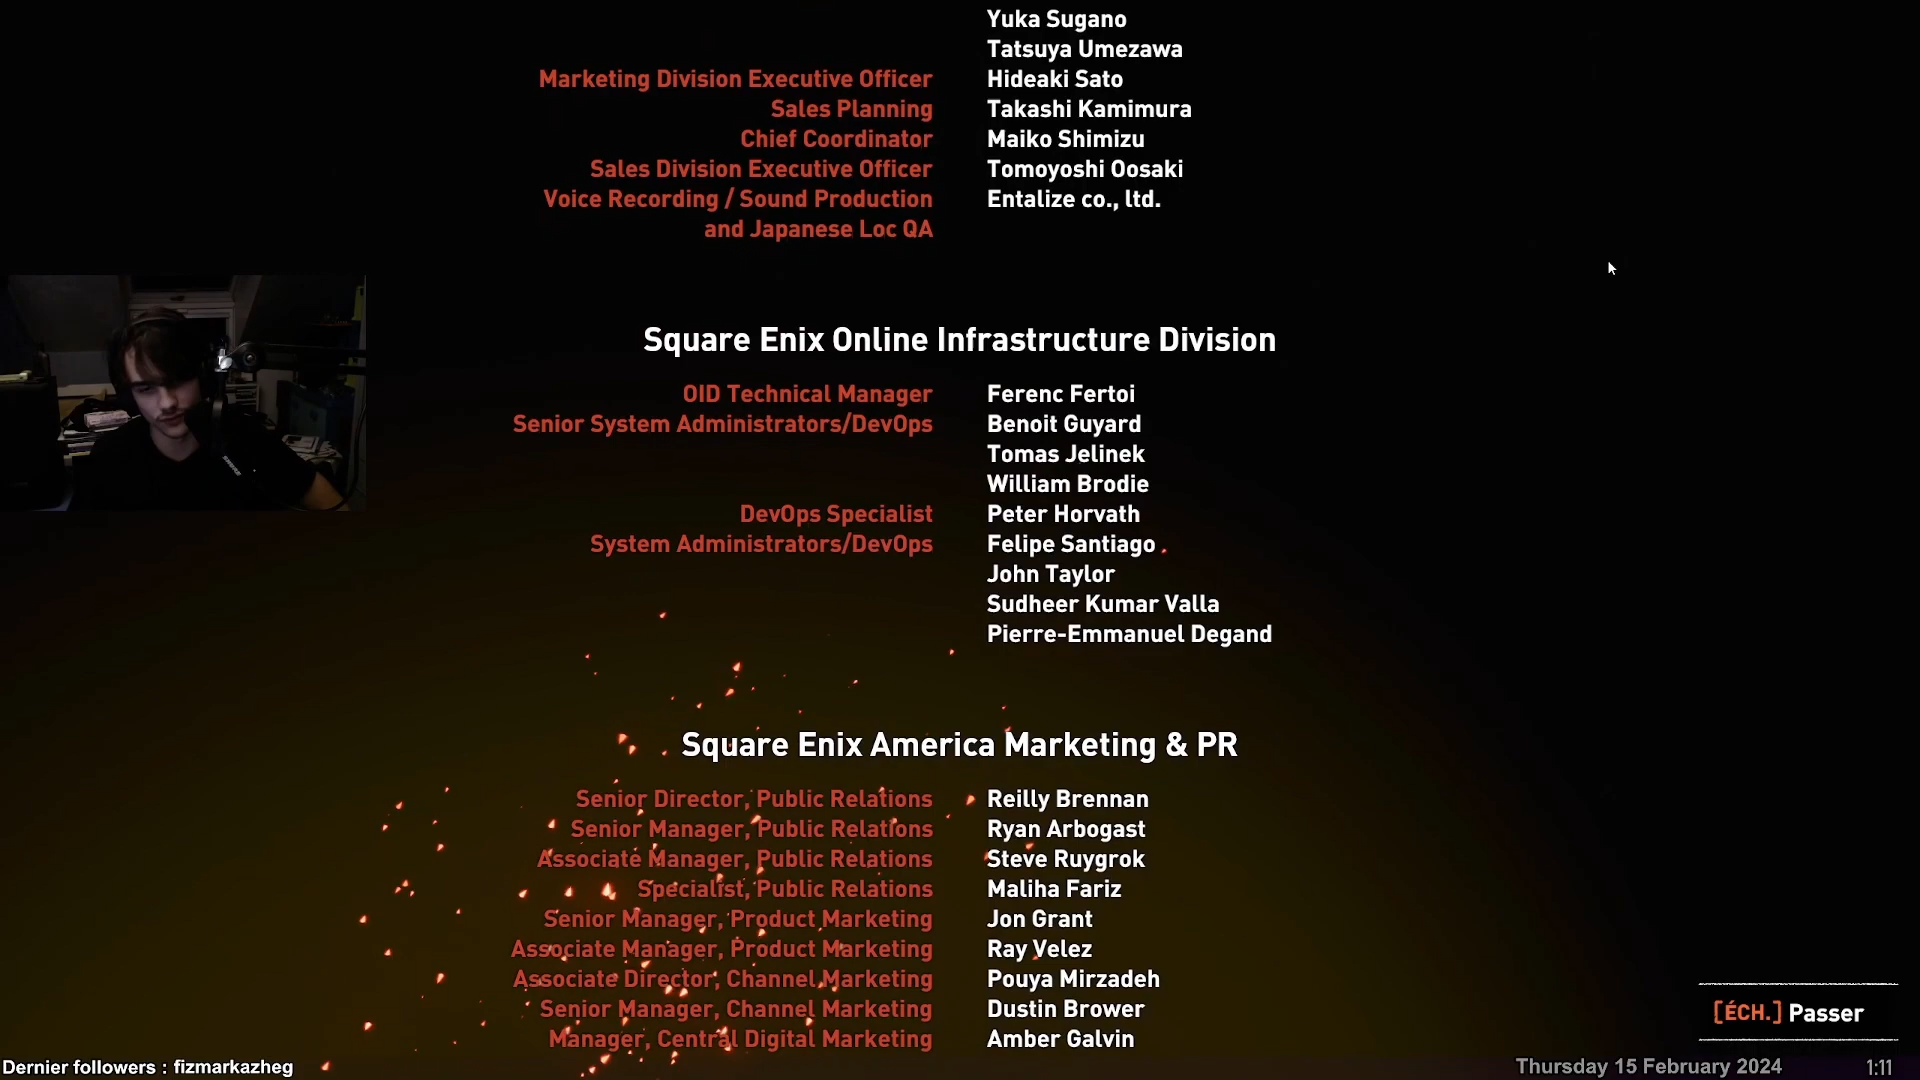 Yuka Sugano
Tatsuya Umezawa
Marketing Division Executive Officer Hideaki Sato
Sales Planning Takashi Kamimura
Chief Coordinator Maiko Shimizu
Sales Division Executive Officer Tomoyoshi Oosaki
Voice Recording / Sound Production Entalize co., ltd.
and Japanese Loc QA
Square Enix Online Infrastructure Division
OID Technical Manager Ferenc Fertoi
Senior System Administrators/DevOps Benoit Guyard
Tomas Jelinek
William Brodie
DevOps Specialist Peter Horvath
System Administrators/DevOps Felipe Santiago
John Taylor
Sudheer Kumar Valla
Pierre-Emmanuel Degand
Square Enix America Marketing & PR
Senior Director, Public Relations Reilly Brennan
Senior Manager, Public Relations Ryan Arbogast
Associate Manager, Public Relations Steve Ruygrok
Specialist, Public Relations Maliha Fariz
Senior Manager, Product Marketing Jon Grant
Associate Manager, Product Marketing Ray Velez
Associate Director, Channel Marketing Pouya Mirzadeh
Senior Manager, Channel Marketing Dustin Brower
Manager, Central Digital Marketing Amber Galvin
[ÉCH.] Passer
Dernier followers : fizmarkazheg
Thursday 15 February 2024 1:11